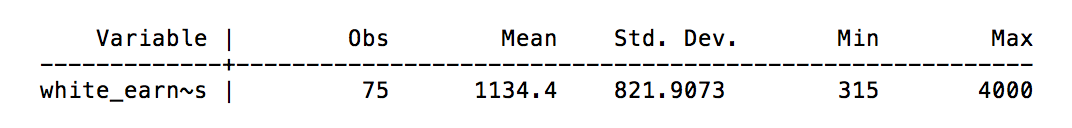 Variable | Obs Mean Std. Dev. Min Max
-------------+---------------------------------------------------------
white_earn~s | 75 1134.4 821.9073 315 4000